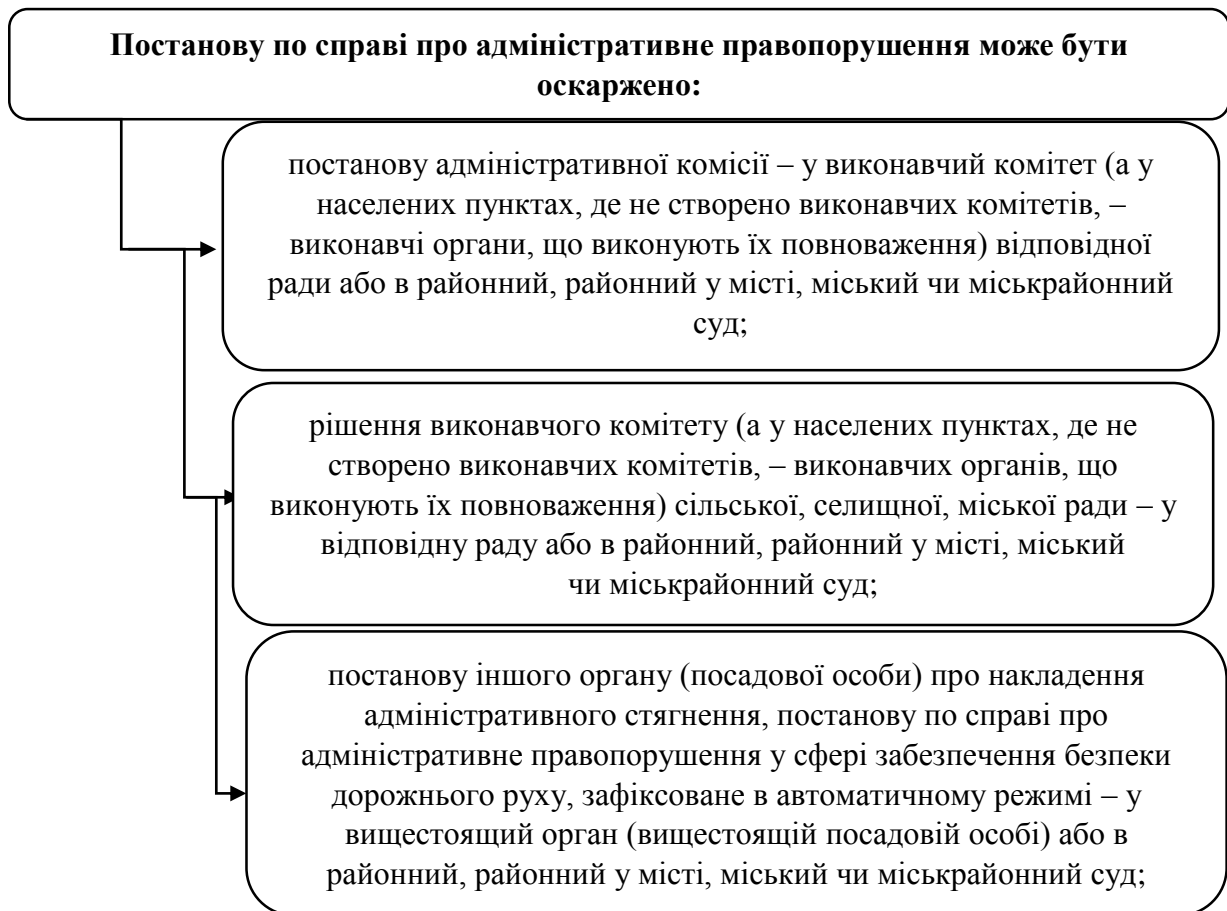 Постанову по справі про адміністративне правопорушення може бути
оскаржено:
постанову адміністративної комісії – у виконавчий комітет (а у
населених пунктах, де не створено виконавчих комітетів, –
виконавчі органи, що виконують їх повноваження) відповідної
ради або в районний, районний у місті, міський чи міськрайонний
суд;
рішення виконавчого комітету (а у населених пунктах, де не
створено виконавчих комітетів, – виконавчих органів, що
виконують їх повноваження) сільської, селищної, міської ради – у
відповідну раду або в районний, районний у місті, міський
чи міськрайонний суд;
постанову іншого органу (посадової особи) про накладення
адміністративного стягнення, постанову по справі про
адміністративне правопорушення у сфері забезпечення безпеки
дорожнього руху, зафіксоване в автоматичному режимі – у
вищестоящий орган (вищестоящій посадовій особі) або в
районний, районний у місті, міський чи міськрайонний суд;